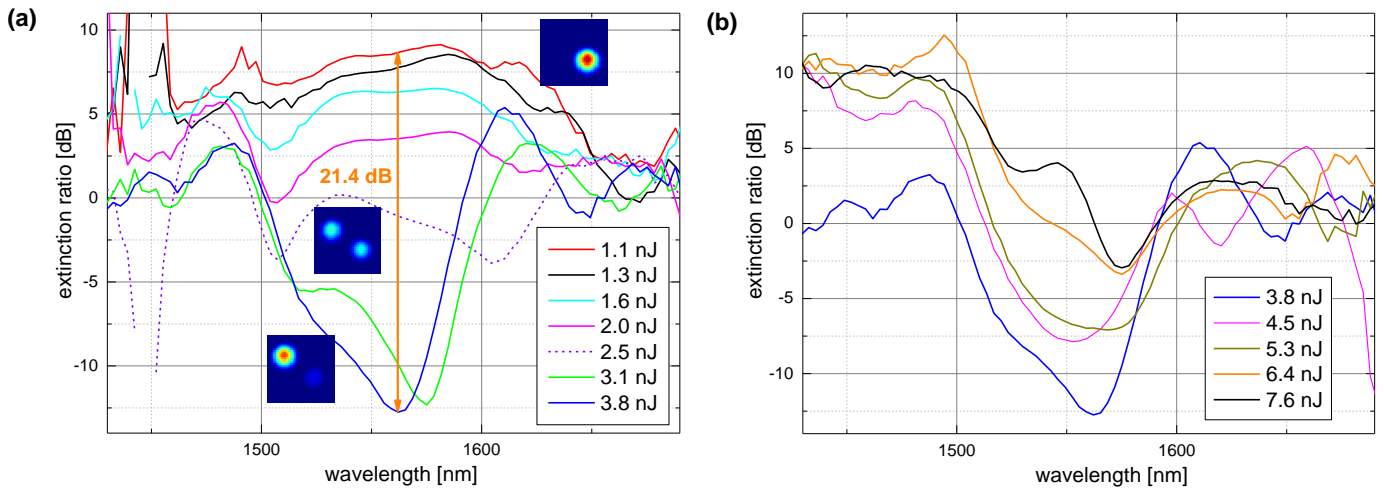 (a)
extinction ratio [dB]
10
5
0
-5
-10
21.4 dB
1.1 nJ
1.3 nJ
1.6 nJ
2.0 nJ
2.5 nJ
3.1 nJ
3.8 nJ
1500
1600
wavelength [nm]
(b)
extinction ratio [dB]
10
5
0
-5
-10
3.8 nJ
4.5 nJ
5.3 nJ
6.4 nJ
7.6 nJ
1500
1600
wavelength [nm]